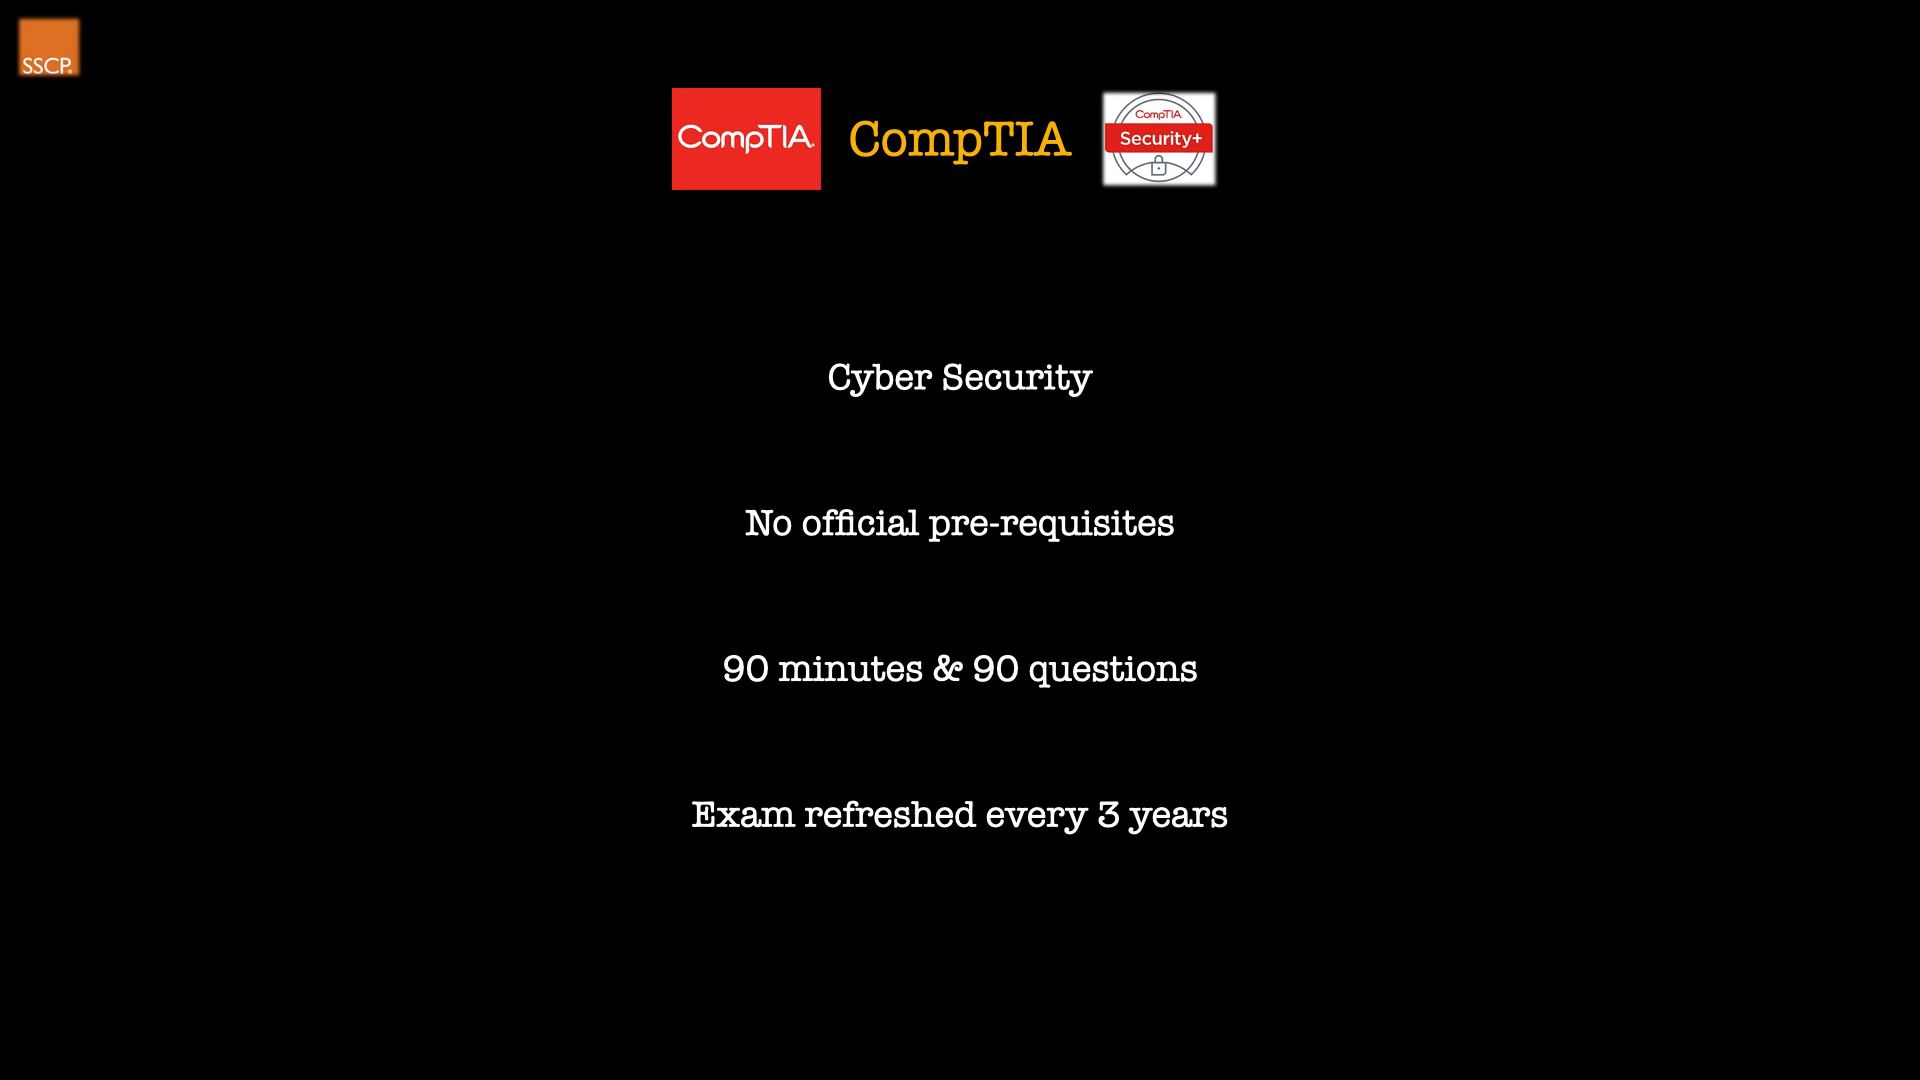 SSCP
CompTIA
CompTIA
CompTIA
Security+
Cyber Security
No official pre-requisites
90 minutes & 90 questions
Exam refreshed every 3 years